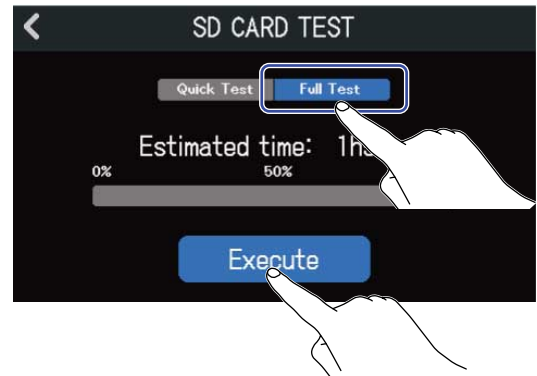 SD CARD TEST
Quick Test Full Test
Estimated time:
0% 50%
Execute